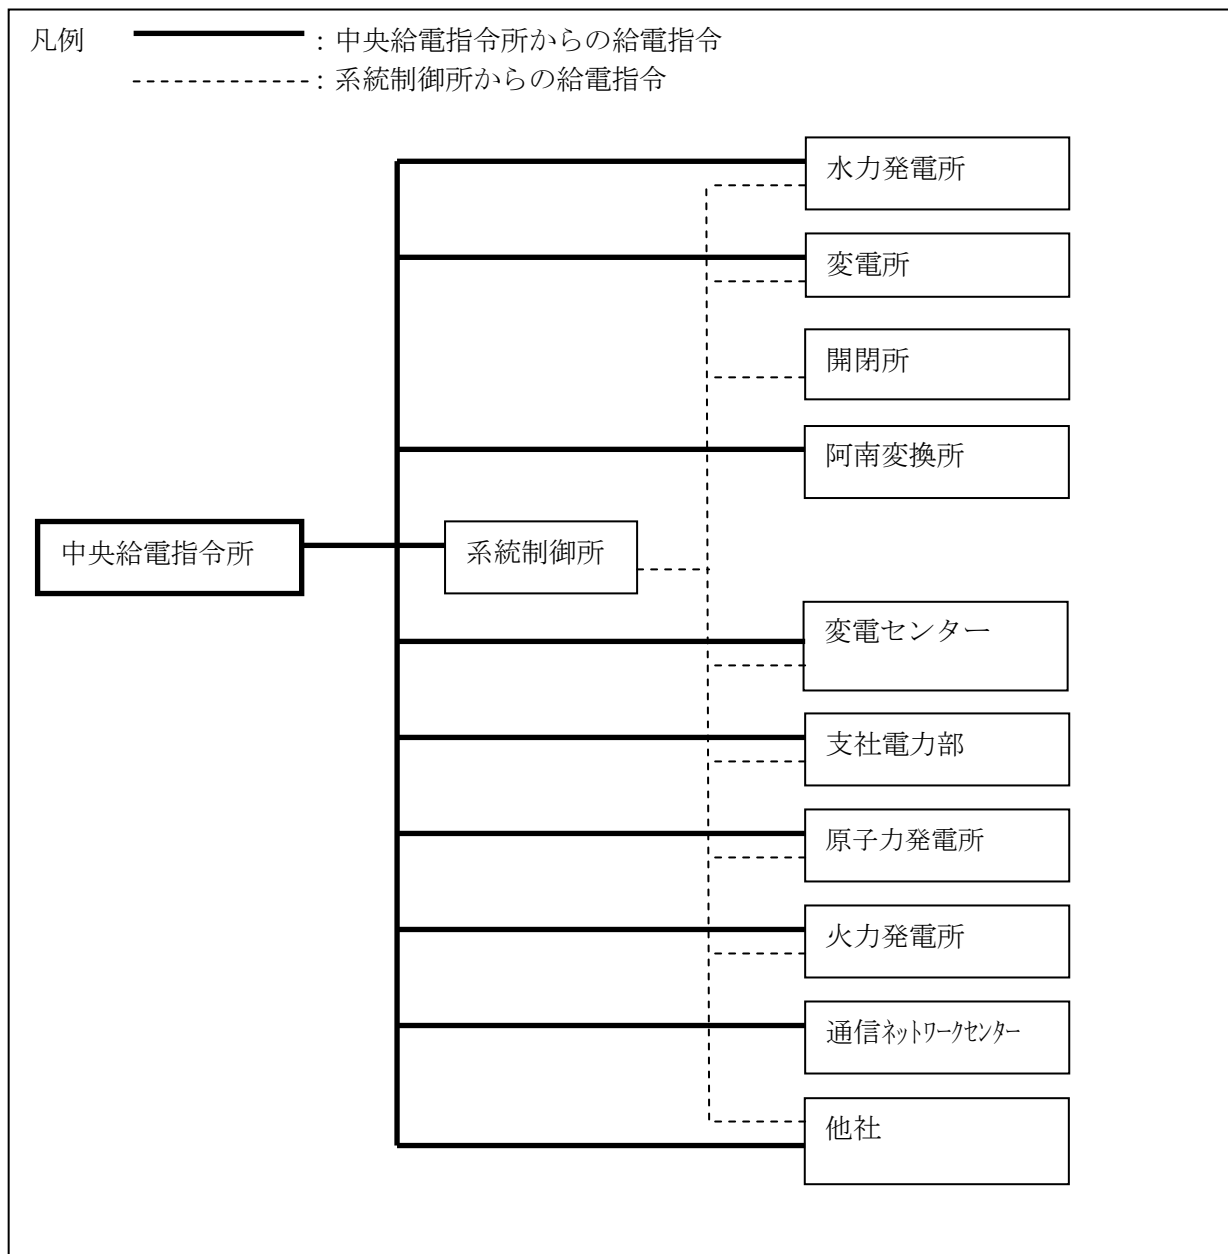 凡例
：中央給電指令所からの給電指令
：系統制御所からの給電指令
水力発電所
変電所
開閉所
阿南変換所
中央給電指令所
系統制御所
変電センター
支社電力部
原子力発電所
火力発電所
通信ﾈｯﾄﾜｰｸｾﾝﾀｰ
他社